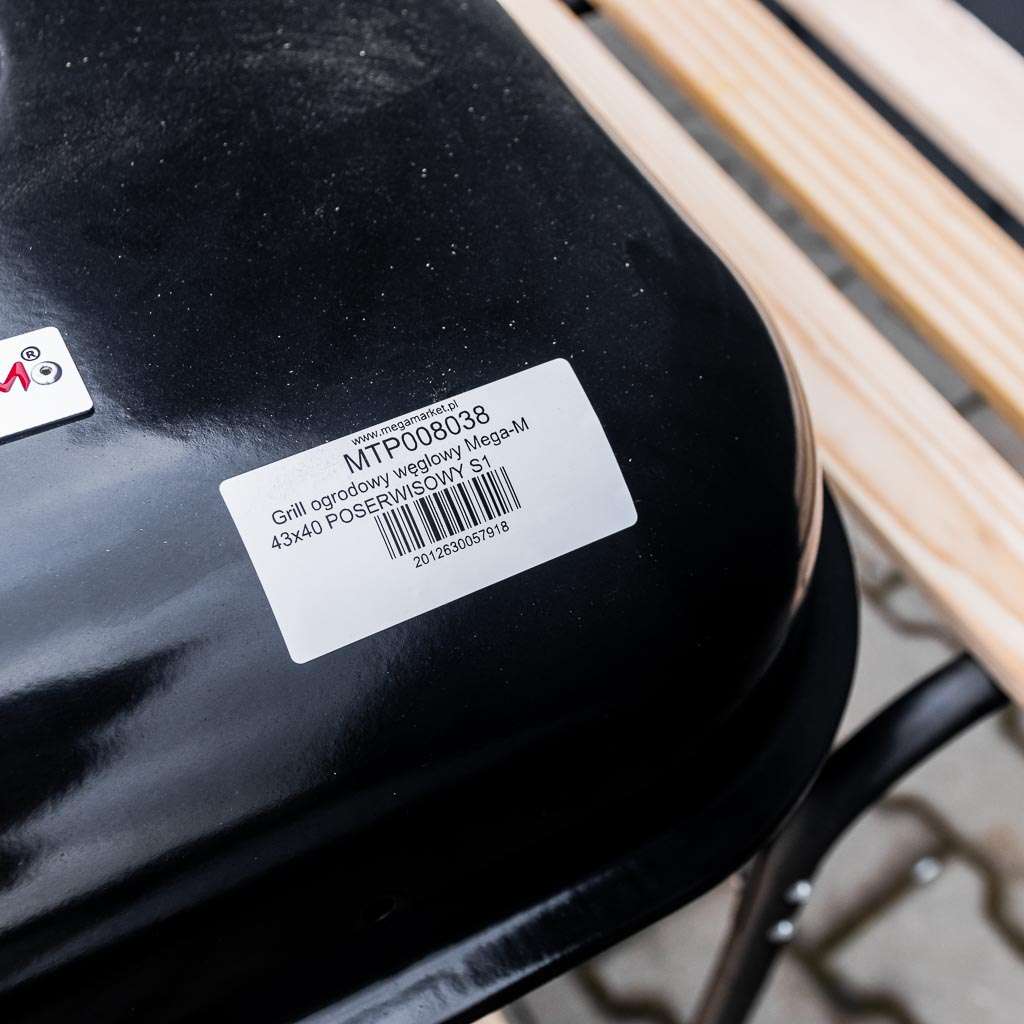 ®
www.megamarket.pl
MTP008038
Grill ogrodowy węglowy Mega-M
43x40 POSERWISOWY S1
2012630057918